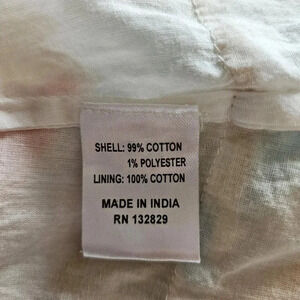 SHELL: 99% COTTON
1% POLYESTER
LINING: 100% COTTON
MADE IN INDIA
RN 132829